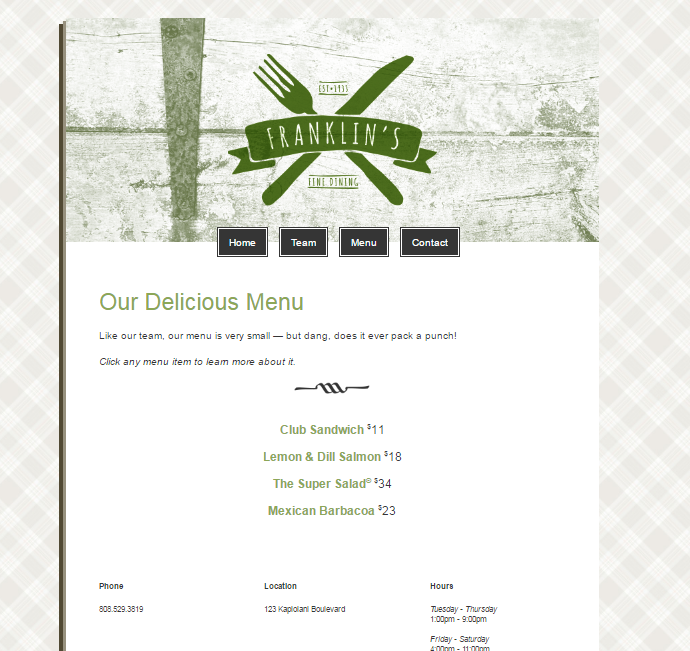 EST•1935
FRANKLIN'S
FINE DINING
Home Team Menu Contact
Our Delicious Menu
Like our team, our menu is very small — but dang, does it ever pack a punch!
Click any menu item to learn more about it.
Club Sandwich $11
Lemon & Dill Salmon $18
The Super Salad® $34
Mexican Barbacoa $23
Phone Location Hours
808.529.3819 123 Kapiolani Boulevard Tuesday - Thursday
1:00pm - 9:00pm
Friday - Saturday
4:00pm - 11:00pm